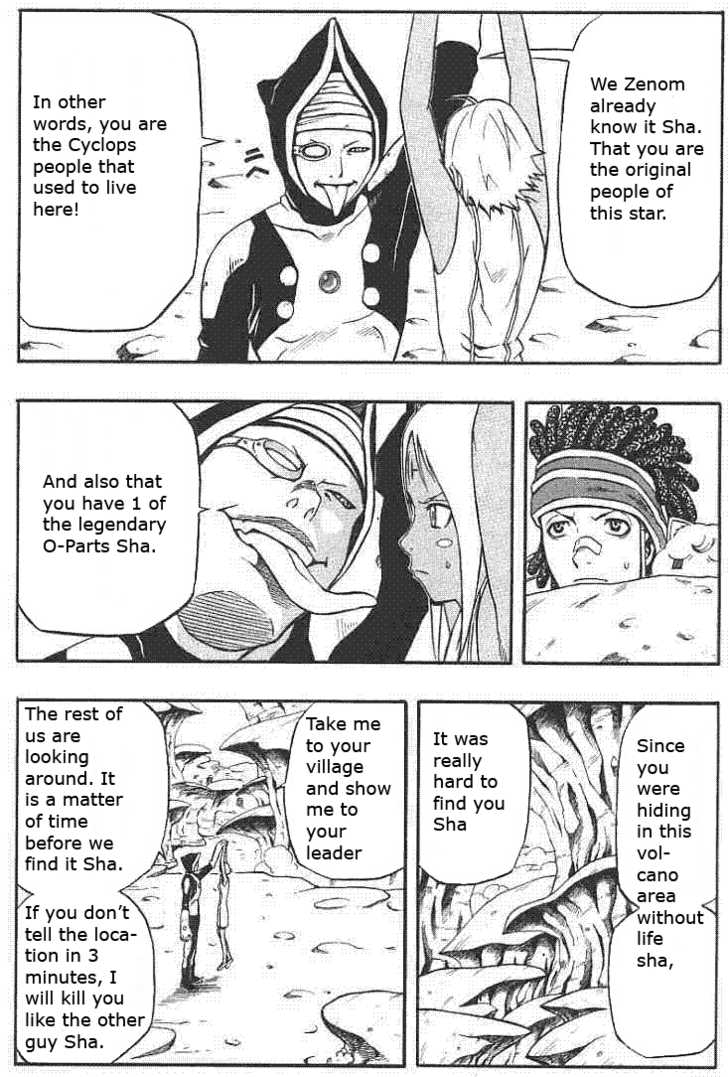 We Zenom
already
know it Sha.
That you are
the original
people of
this star.
In other
words, you are
the Cyclops
people that
used to live
here!
And also that
you have 1 of
the legendary
O-Parts Sha.
Since
you
were
hiding
in this
vol-
cano
area
without
life
sha,
It was
really
hard to
find you
Sha
Take me
to your
village
and show
me to
your
leader
The rest of
us are
looking
around. It
is a matter
of time
before we
find it Sha.
If you don't
tell the loca-
tion in 3
minutes, I
will kill you
like the other
guy Sha.